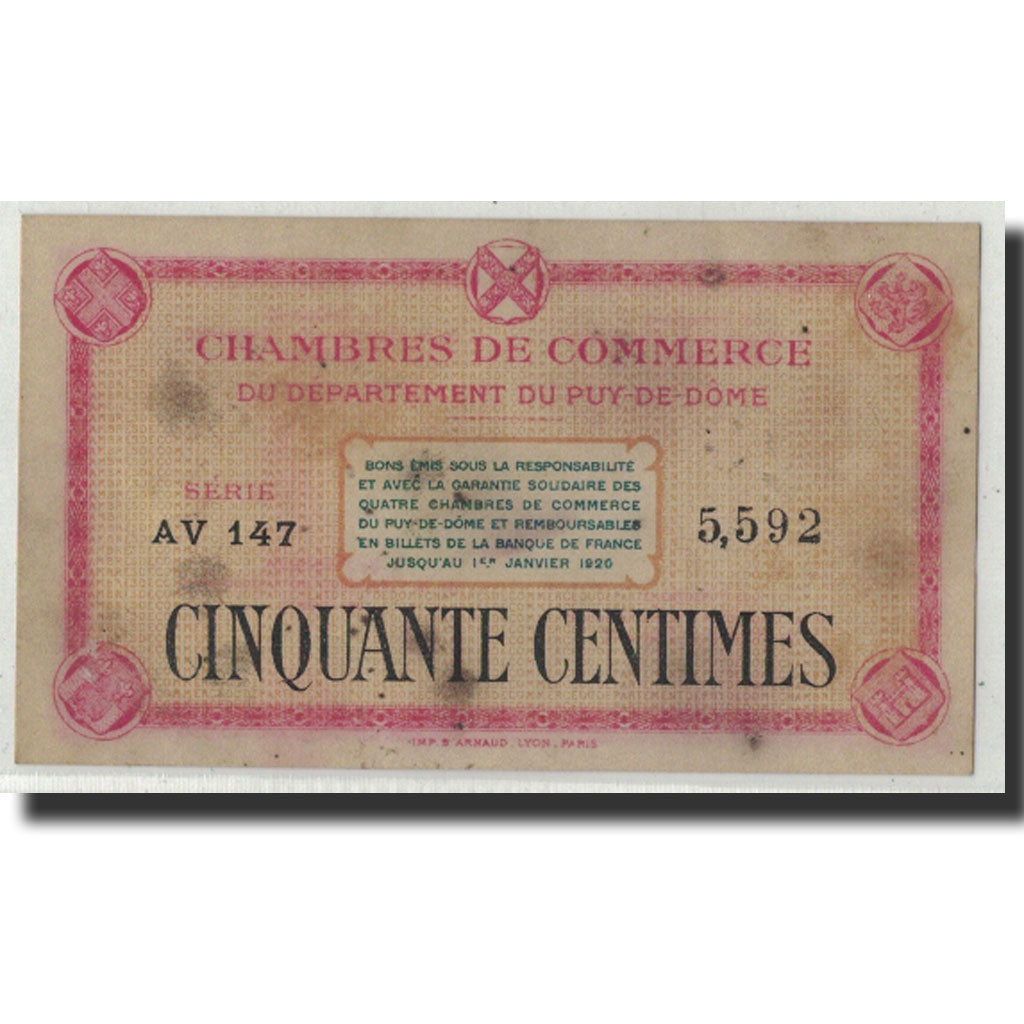 CHAMBRES DE COMMERCE
DU DÉPARTEMENT DU PUY-DE-DÔME
BONS ÉMIS SOUS LA RESPONSABILITÉ
ET AVEC LA GARANTIE SOLIDAIRE DES
QUATRE CHAMBRES DE COMMERCE
DU PUY-DE-DÔME ET REMBOURSABLES
EN BILLETS DE LA BANQUE DE FRANCE
JUSQU'AU 1ER JANVIER 1920
SÉRIE
AV 147
5,592
CINQUANTE CENTIMES
IMP. B ARNAUD. LYON. PARIS